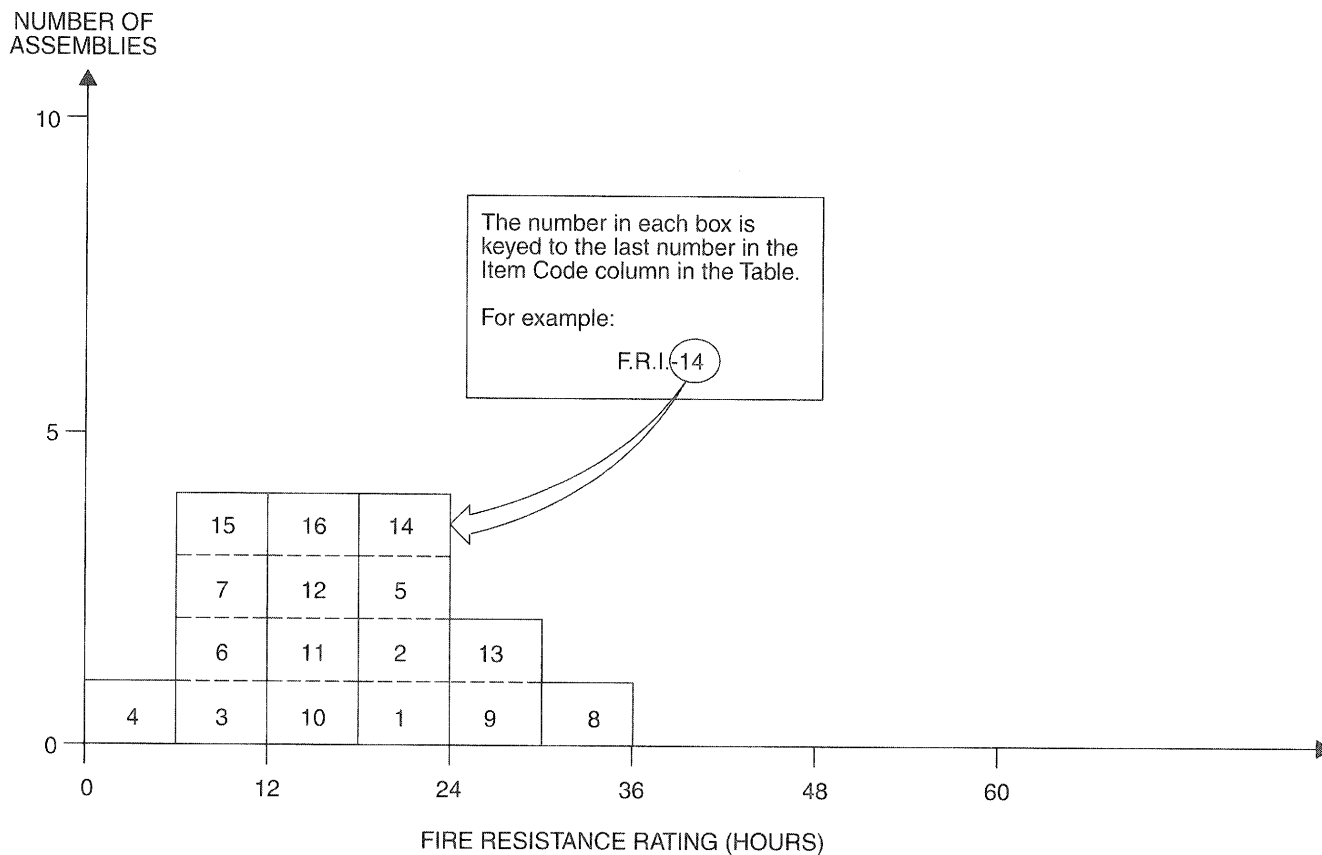 NUMBER OF
ASSEMBLIES
10
The number in each box is
keyed to the last number in the
Item Code column in the Table.
For example:
F.R.I.-14
5
15 16 14
7 12 5
6 11 2 13
4 3 10 1 9 8
0
0 12 24 36 48 60
FIRE RESISTANCE RATING (HOURS)